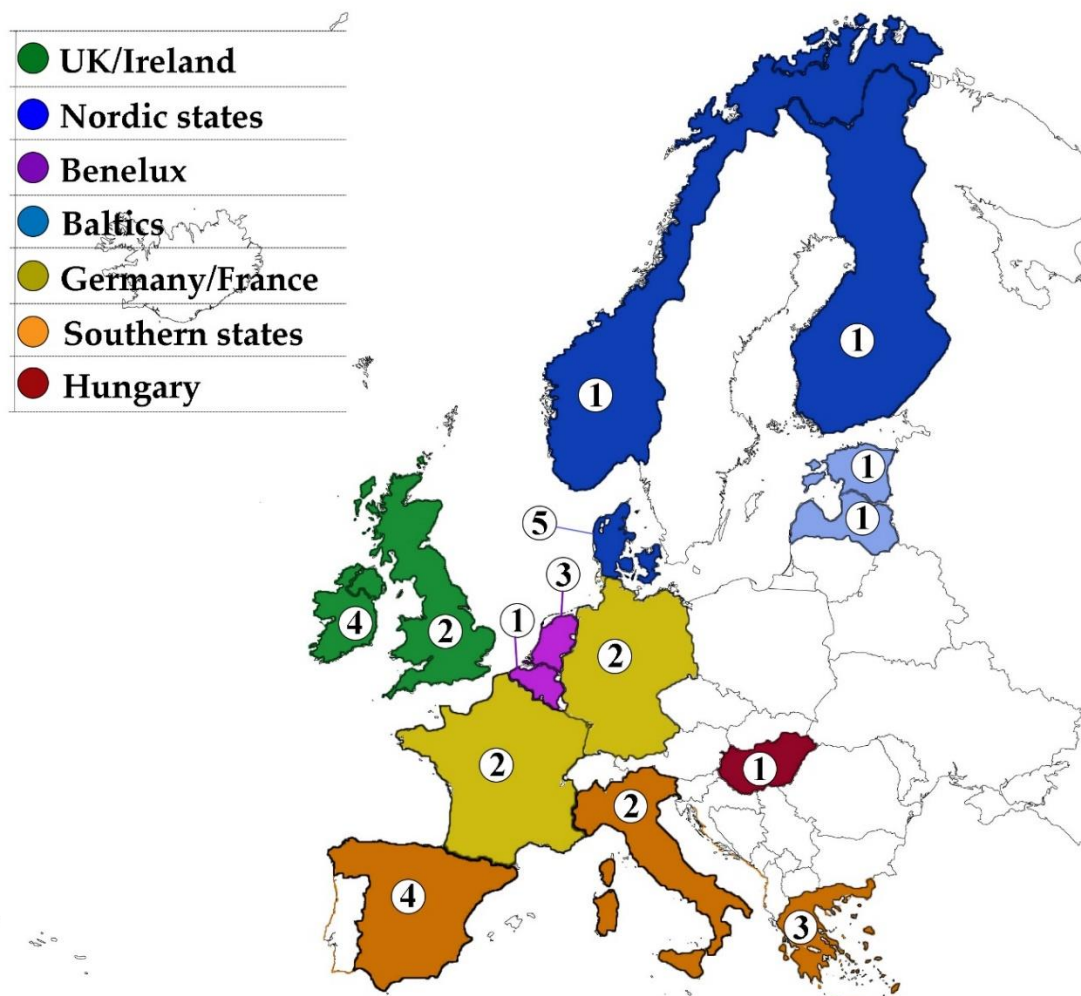 UK/Ireland
Nordic states
Benelux
Baltics
Germany/France
Southern states
Hungary
1
1
1
1
5
3
1
4
2
2
2
1
2
4
3